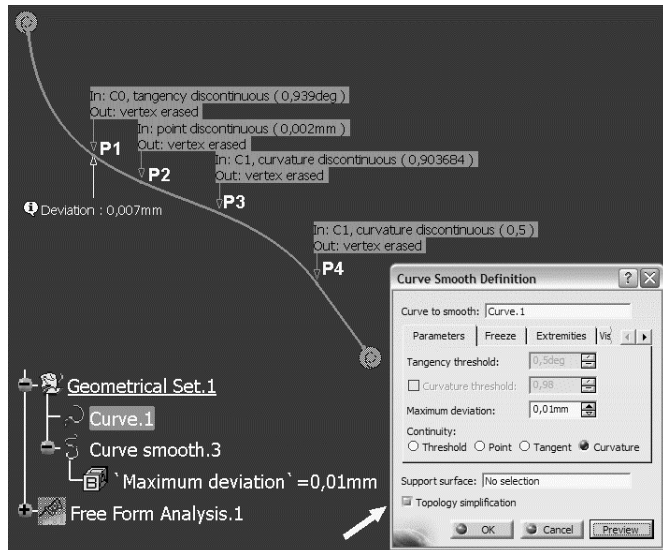 In: C0, tangency discontinuous ( 0,939deg )
Out: vertex erased
P1
In: point discontinuous ( 0,002mm )
Out: vertex erased
P2
In: C1, curvature discontinuous ( 0,903684 )
Out: vertex erased
P3
Deviation : 0,007mm
In: C1, curvature discontinuous ( 0,5 )
Out: vertex erased
P4
Geometrical Set.1
Curve.1
Curve smooth.3
`Maximum deviation`=0,01mm
Free Form Analysis.1
Curve Smooth Definition
Curve to smooth: Curve.1
Parameters Freeze Extremities Vis
Tangency threshold: 0,5deg
Curvature threshold: 0,98
Maximum deviation: 0,01mm
Continuity:
Threshold Point Tangent Curvature
Support surface: No selection
Topology simplification
OK Cancel Preview